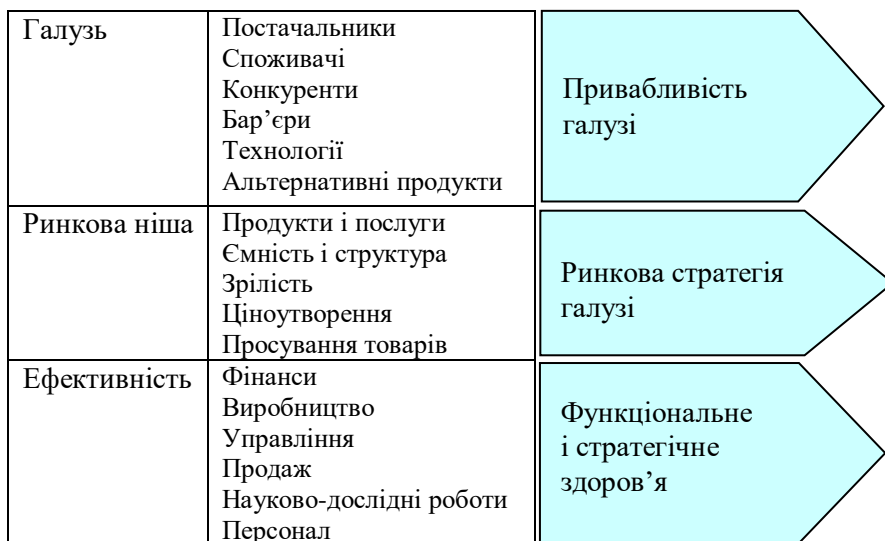 Галузь
Постачальники
Споживачі
Конкуренти
Бар’єри
Технології
Альтернативні продукти
Привабливість
галузі
Ринкова ніша
Продукти і послуги
Ємність і структура
Зрілість
Ціноутворення
Просування товарів
Ринкова стратегія
галузі
Ефективність
Фінанси
Виробництво
Управління
Продаж
Науково-дослідні роботи
Персонал
Функціональне
і стратегічне
здоров’я